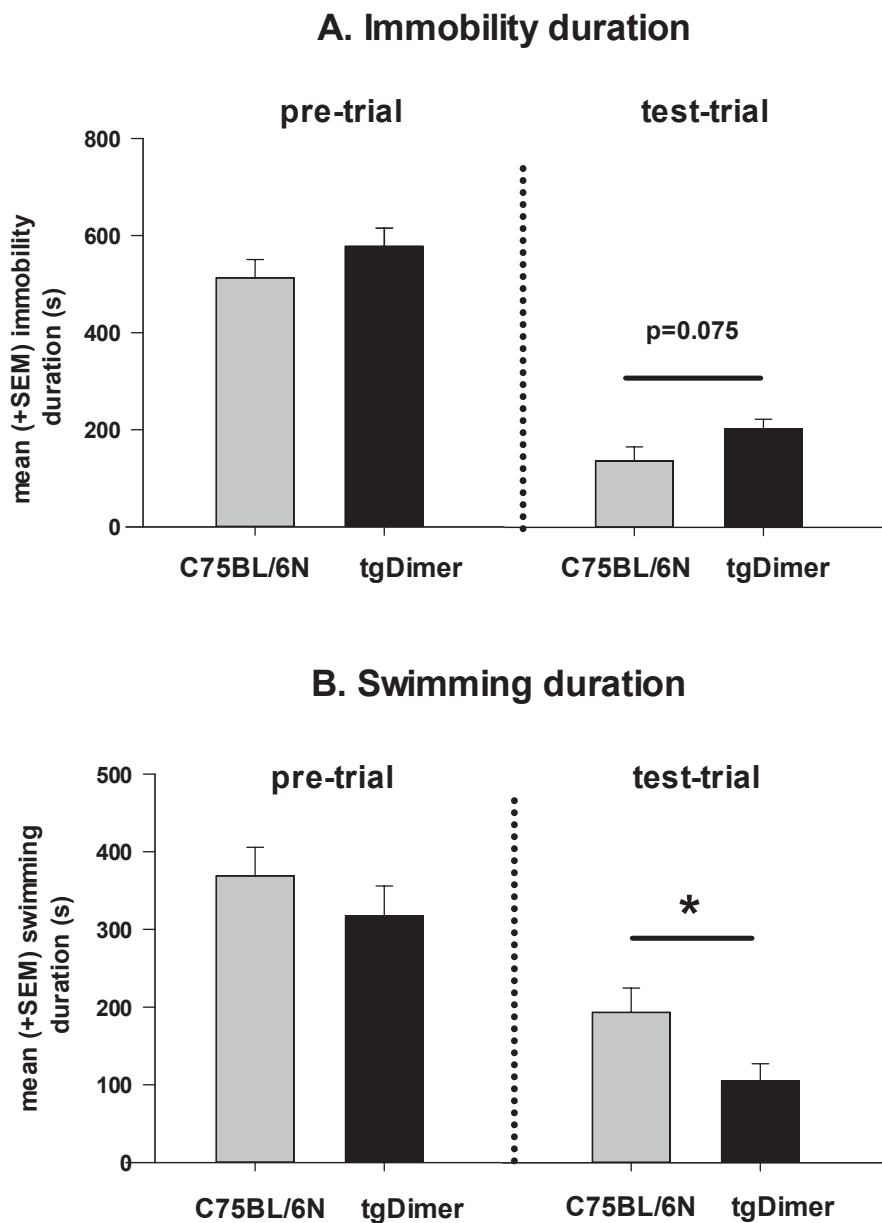 A. Immobility duration
pre-trial
test-trial
mean (+SEM) immobility
duration (s)
800
600
400
200
0
p=0.075
C75BL/6N
tgDimer
C75BL/6N
tgDimer
B. Swimming duration
pre-trial
test-trial
mean (+SEM) swimming
duration (s)
500
400
300
200
100
0
*
C75BL/6N
tgDimer
C75BL/6N
tgDimer